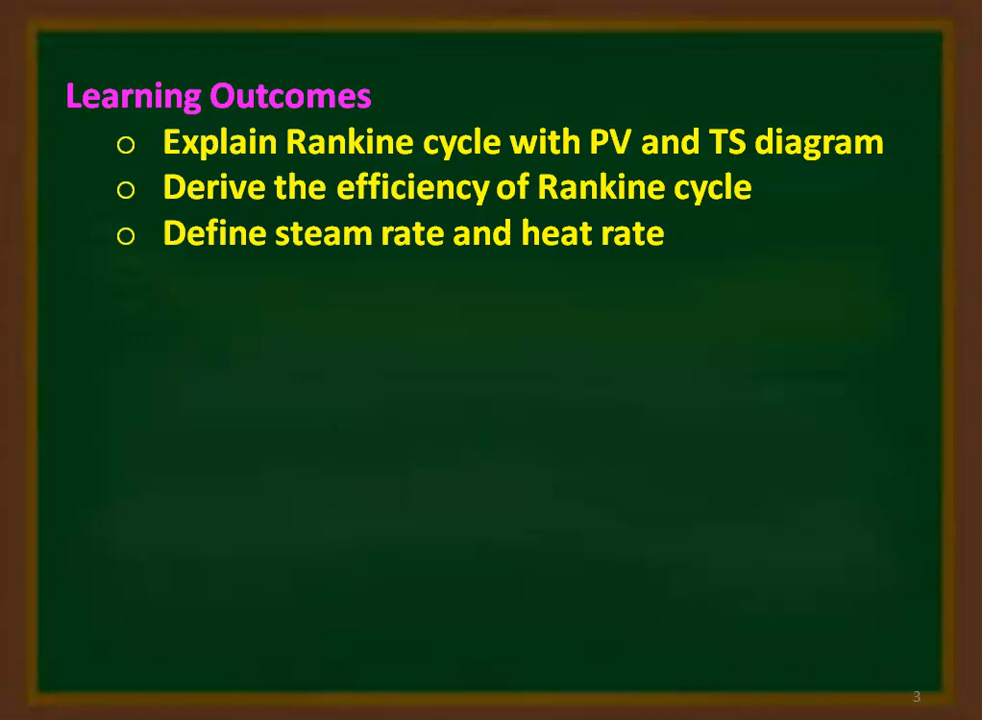 Learning Outcomes
○ Explain Rankine cycle with PV and TS diagram
○ Derive the efficiency of Rankine cycle
○ Define steam rate and heat rate
3